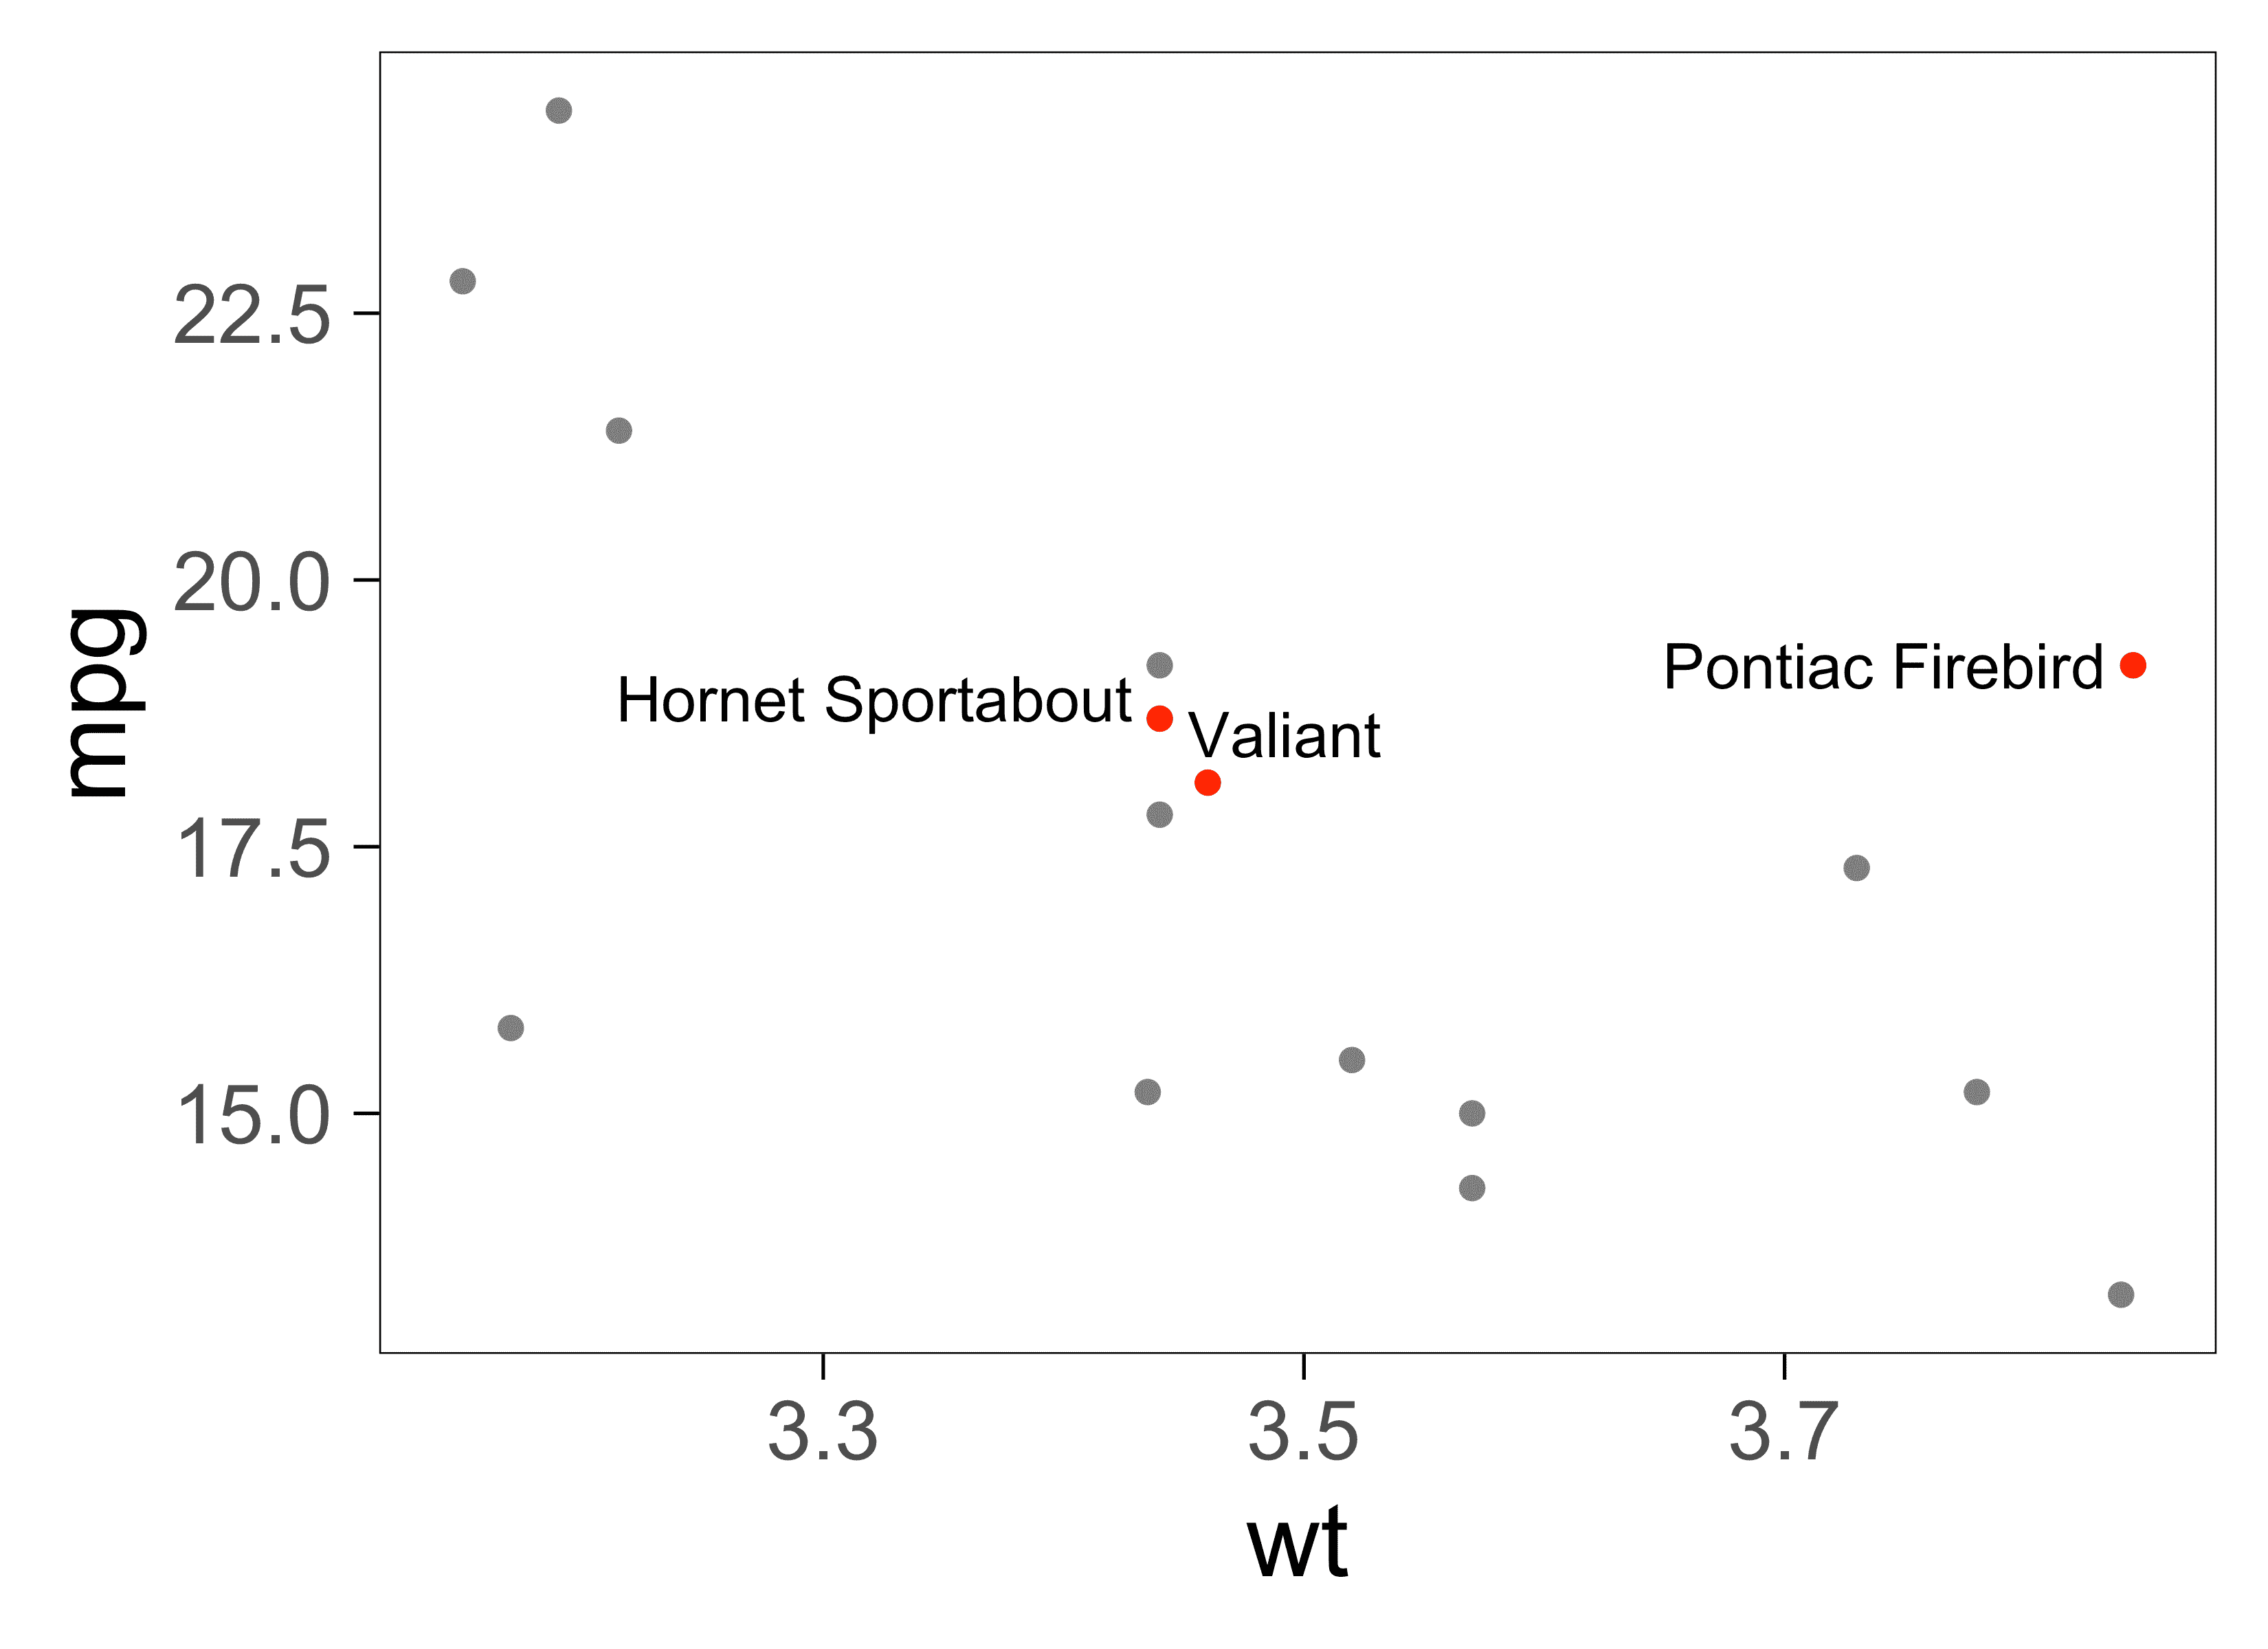 22.5
20.0
17.5
15.0
mpg
Hornet Sportabout
Valiant
Pontiac Firebird
3.3 3.5 3.7
wt